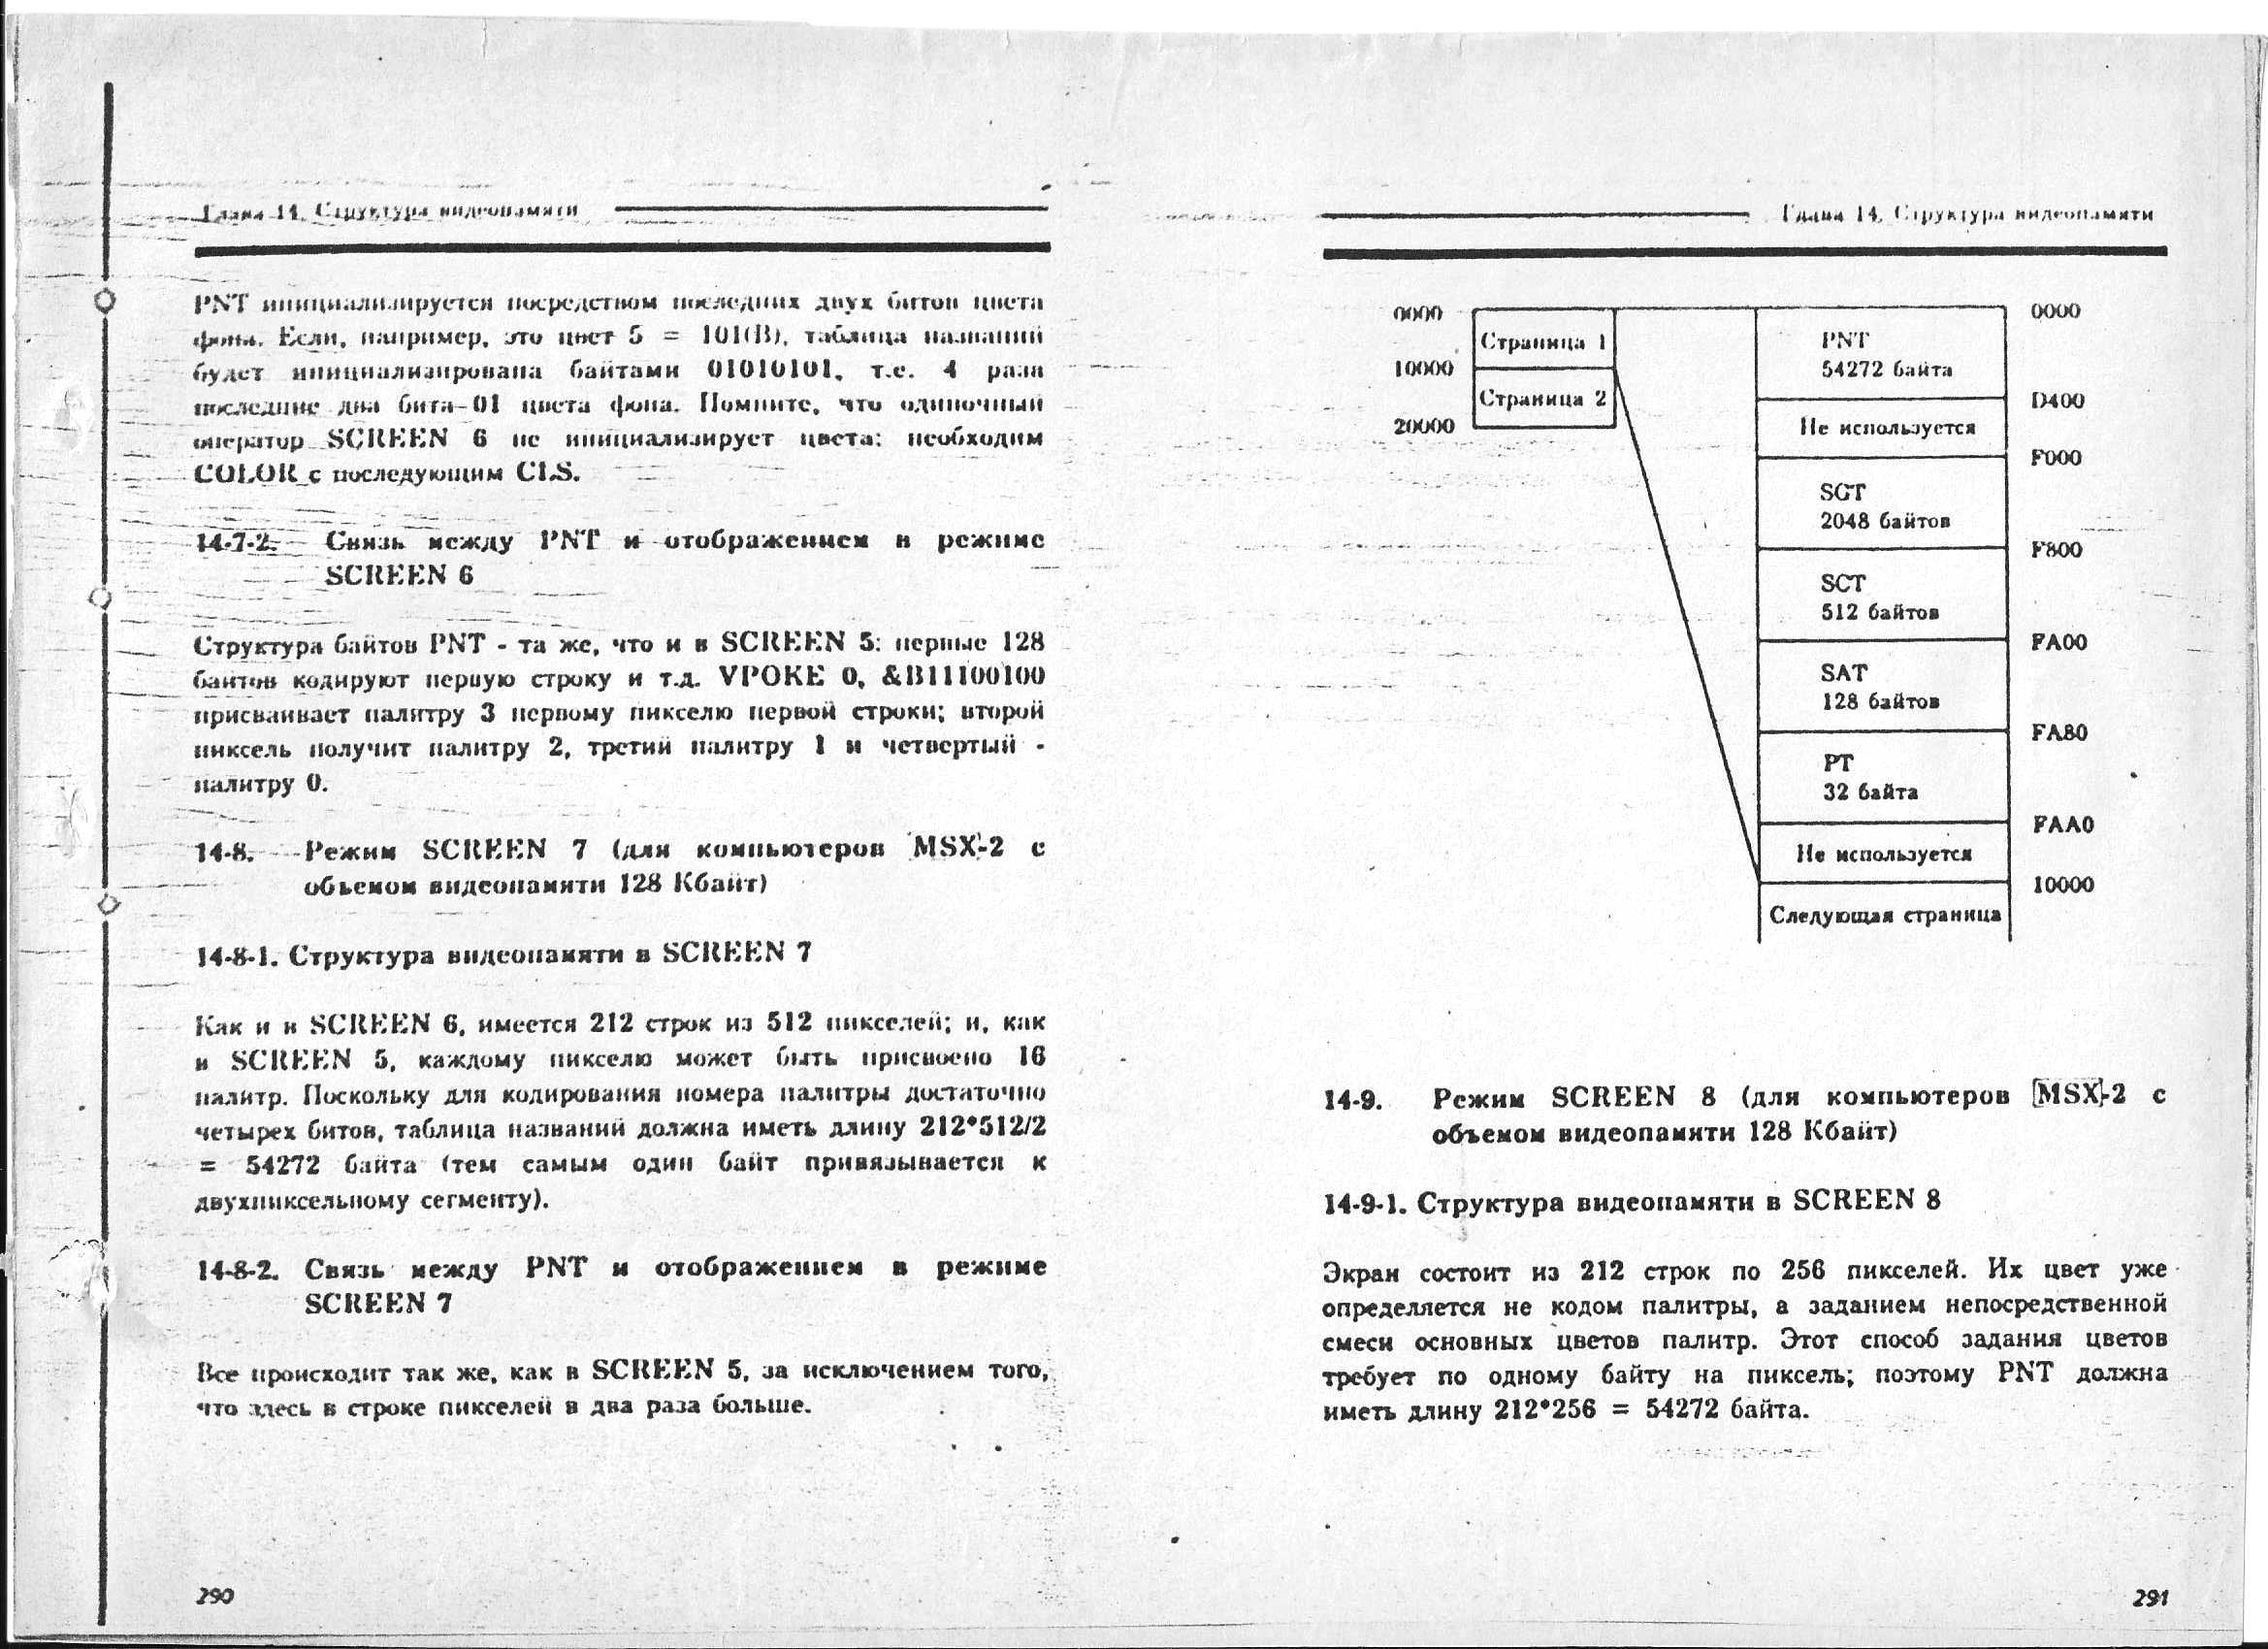 Глава 14. Структура видеопамяти
PNT инициализируется посредством последних двух битов цвета
фона. Если, например, это цвет 5 = 101(B), таблица названий
будет инициализирована байтами 01010101, т.е. 4 раза
последние два бита-01 цвета фона. Помните, что одиночный
оператор SCREEN 6 не инициализирует цвета: необходим
COLOR с последующим CLS.
14-7-2. Связь между PNT и отображением в режиме
SCREEN 6
Структура байтов PNT - та же, что и в SCREEN 5: первые 128
байтов кодируют первую строку и т.д. VPOKE 0, &B11100100
присваивает палитру 3 первому пикселю первой строки; второй
пиксель получит палитру 2, третий палитру 1 и четвертый -
палитру 0.
14-8. Режим SCREEN 7 (для компьютеров MSX-2 с
объемом видеопамяти 128 Кбайт)
14-8-1. Структура видеопамяти в SCREEN 7
Как и в SCREEN 6, имеется 212 строк из 512 пикселей; и, как
в SCREEN 5, каждому пикселю может быть присвоено 16
палитр. Поскольку для кодирования номера палитры достаточно
четырех битов, таблица названий должна иметь длину 212*512/2
= 54272 байта (тем самым один байт привязывается к
двухпиксельному сегменту).
14-8-2. Связь между PNT и отображением в режиме
SCREEN 7
Все происходит так же, как в SCREEN 5, за исключением того,
что здесь в строке пикселей в два раза больше.
290
Глава 14. Структура видеопамяти
0000
Страница 1
10000
Страница 2
20000
0000
PNT
54272 байта
D400
Не используется
F000
SGT
2048 байтов
F800
SCT
512 байтов
FA00
SAT
128 байтов
FA80
PT
32 байта
FAA0
Не используется
10000
Следующая страница
14-9. Режим SCREEN 8 (для компьютеров MSX-2 с
объемом видеопамяти 128 Кбайт)
14-9-1. Структура видеопамяти в SCREEN 8
Экран состоит из 212 строк по 256 пикселей. Их цвет уже
определяется не кодом палитры, а заданием непосредственной
смеси основных цветов палитр. Этот способ задания цветов
требует по одному байту на пиксель; поэтому PNT должна
иметь длину 212*256 = 54272 байта.
291